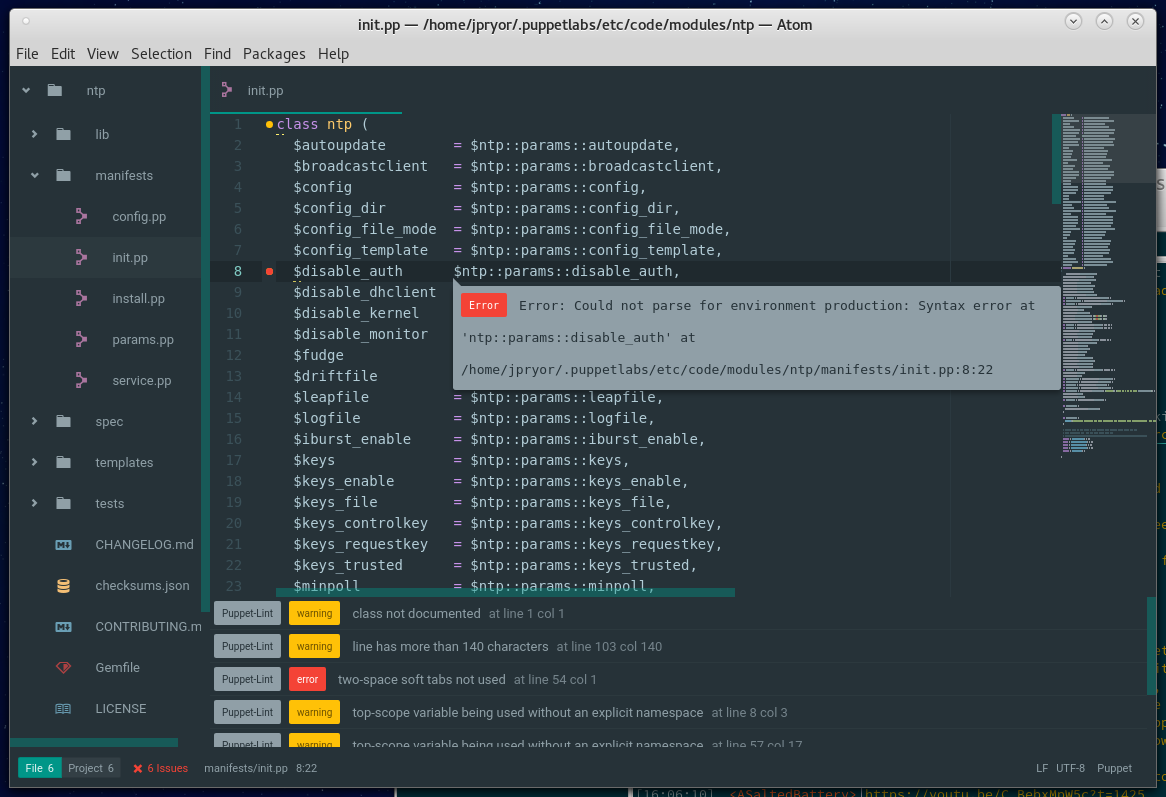 init.pp — /home/jpryor/.puppetlabs/etc/code/modules/ntp — Atom
File Edit View Selection Find Packages Help
ntp
lib
manifests
config.pp
init.pp
install.pp
params.pp
service.pp
spec
templates
tests
CHANGELOG.md
checksums.json
CONTRIBUTING.m
Gemfile
LICENSE
init.pp
1 class ntp (
2 $autoupdate = $ntp::params::autoupdate,
3 $broadcastclient = $ntp::params::broadcastclient,
4 $config = $ntp::params::config,
5 $config_dir = $ntp::params::config_dir,
6 $config_file_mode = $ntp::params::config_file_mode,
7 $config_template = $ntp::params::config_template,
8 $disable_auth $ntp::params::disable_auth,
9 $disable_dhclient
10 $disable_kernel
11 $disable_monitor
12 $fudge
13 $driftfile
14 $leapfile = $ntp::params::leapfile,
15 $logfile = $ntp::params::logfile,
16 $iburst_enable = $ntp::params::iburst_enable,
17 $keys = $ntp::params::keys,
18 $keys_enable = $ntp::params::keys_enable,
19 $keys_file = $ntp::params::keys_file,
20 $keys_controlkey = $ntp::params::keys_controlkey,
21 $keys_requestkey = $ntp::params::keys_requestkey,
22 $keys_trusted = $ntp::params::keys_trusted,
23 $minpoll = $ntp::params::minpoll,
Error Error: Could not parse for environment production: Syntax error at
'ntp::params::disable_auth' at
/home/jpryor/.puppetlabs/etc/code/modules/ntp/manifests/init.pp:8:22
Puppet-Lint warning class not documented at line 1 col 1
Puppet-Lint warning line has more than 140 characters at line 103 col 140
Puppet-Lint error two-space soft tabs not used at line 54 col 1
Puppet-Lint warning top-scope variable being used without an explicit namespace at line 8 col 3
Puppet-Lint warning top-scope variable being used without an explicit namespace at line 57 col 17
File 6 Project 6 6 Issues manifests/init.pp 8:22 LF UTF-8 Puppet
[16:06:10] <ASaltedBattery>